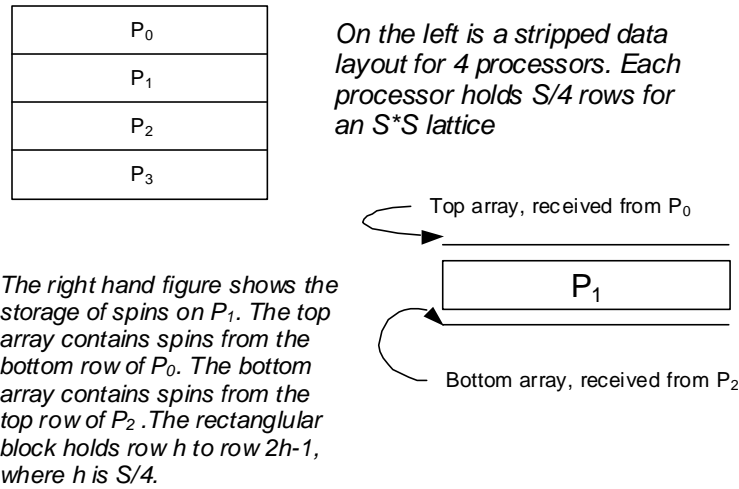 P₀
P₁
P₂
P₃
On the left is a stripped data
layout for 4 processors. Each
processor holds S/4 rows for
an S*S lattice
Top array, received from P₀
P₁
Bottom array, received from P₂
The right hand figure shows the
storage of spins on P₁. The top
array contains spins from the
bottom row of P₀. The bottom
array contains spins from the
top row of P₂ .The rectanglular
block holds row h to row 2h-1,
where h is S/4.